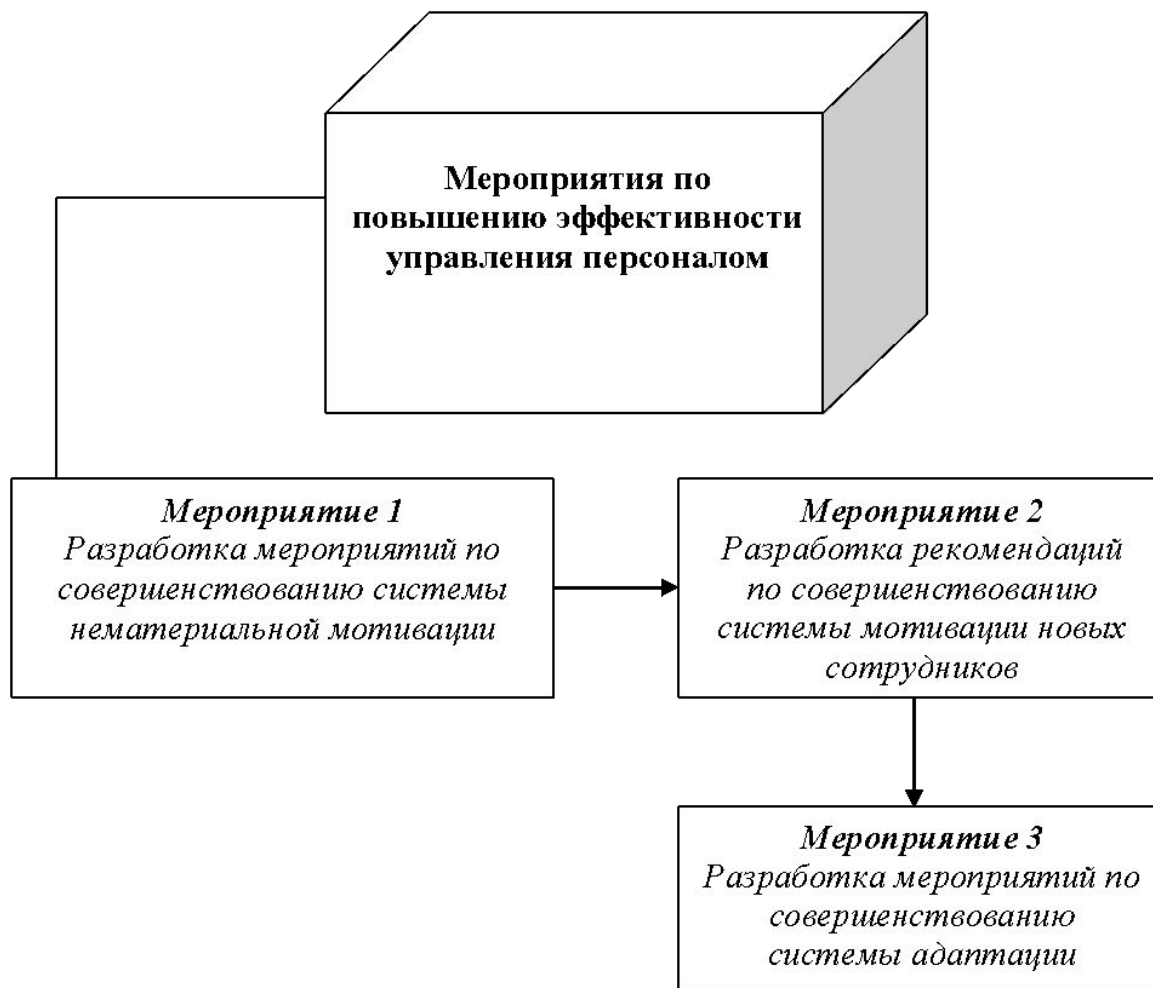 Мероприятия по
повышению эффективности
управления персоналом
Мероприятие 1
Разработка мероприятий по
совершенствованию системы
нематериальной мотивации
Мероприятие 2
Разработка рекомендаций
по совершенствованию
системы мотивации новых
сотрудников
Мероприятие 3
Разработка мероприятий по
совершенствованию
системы адаптации